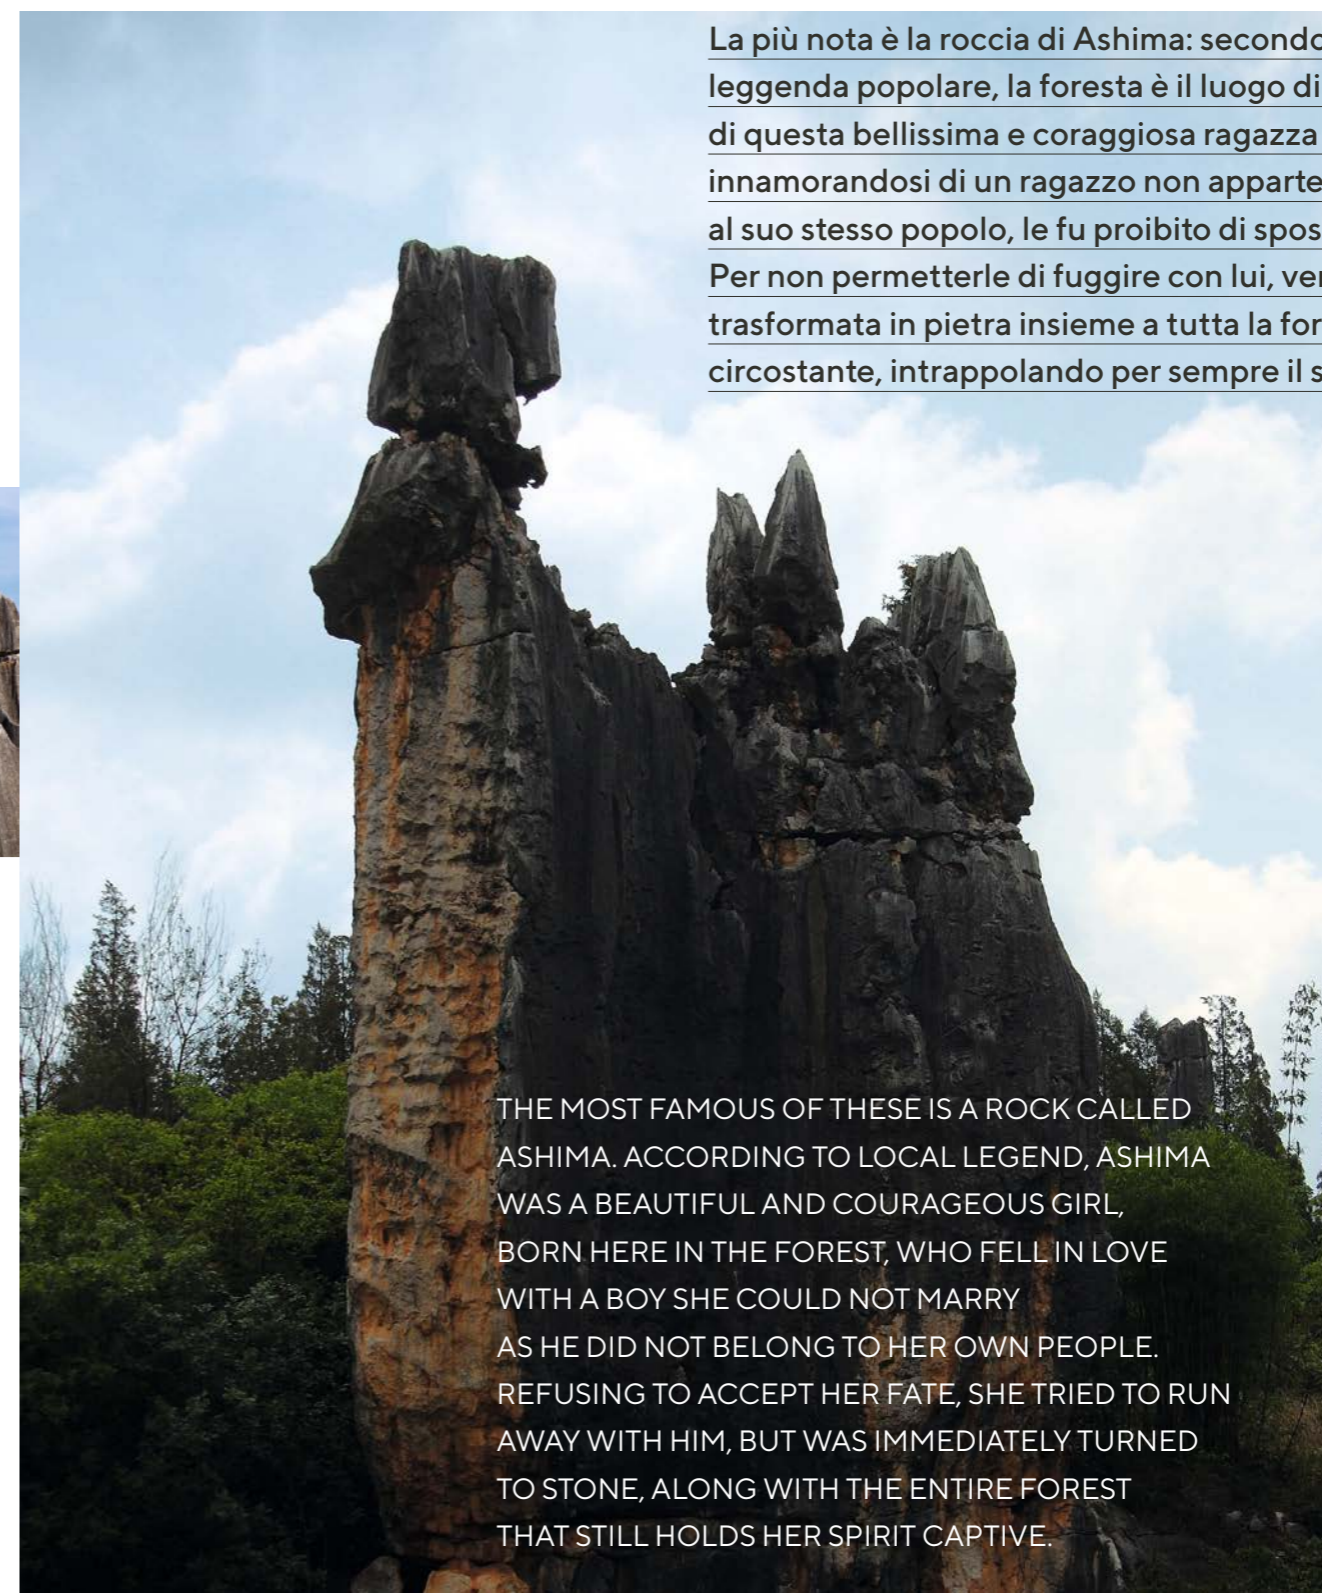 La più nota è la roccia di Ashima: secondo
leggenda popolare, la foresta è il luogo di
di questa bellissima e coraggiosa ragazza
innamorandosi di un ragazzo non
al suo stesso popolo, le fu proibito di
Per non permetterle di fuggire con lui,
trasformata in pietra insieme a tutta la
circostante, intrappolando per sempre il
THE MOST FAMOUS OF THESE IS A ROCK CALLED
ASHIMA. ACCORDING TO LOCAL LEGEND, ASHIMA
WAS A BEAUTIFUL AND COURAGEOUS GIRL,
BORN HERE IN THE FOREST, WHO FELL IN LOVE
WITH A BOY SHE COULD NOT MARRY
AS HE DID NOT BELONG TO HER OWN PEOPLE.
REFUSING TO ACCEPT HER FATE, SHE TRIED TO RUN
AWAY WITH HIM, BUT WAS IMMEDIATELY TURNED
TO STONE, ALONG WITH THE ENTIRE FOREST
THAT STILL HOLDS HER SPIRIT CAPTIVE.